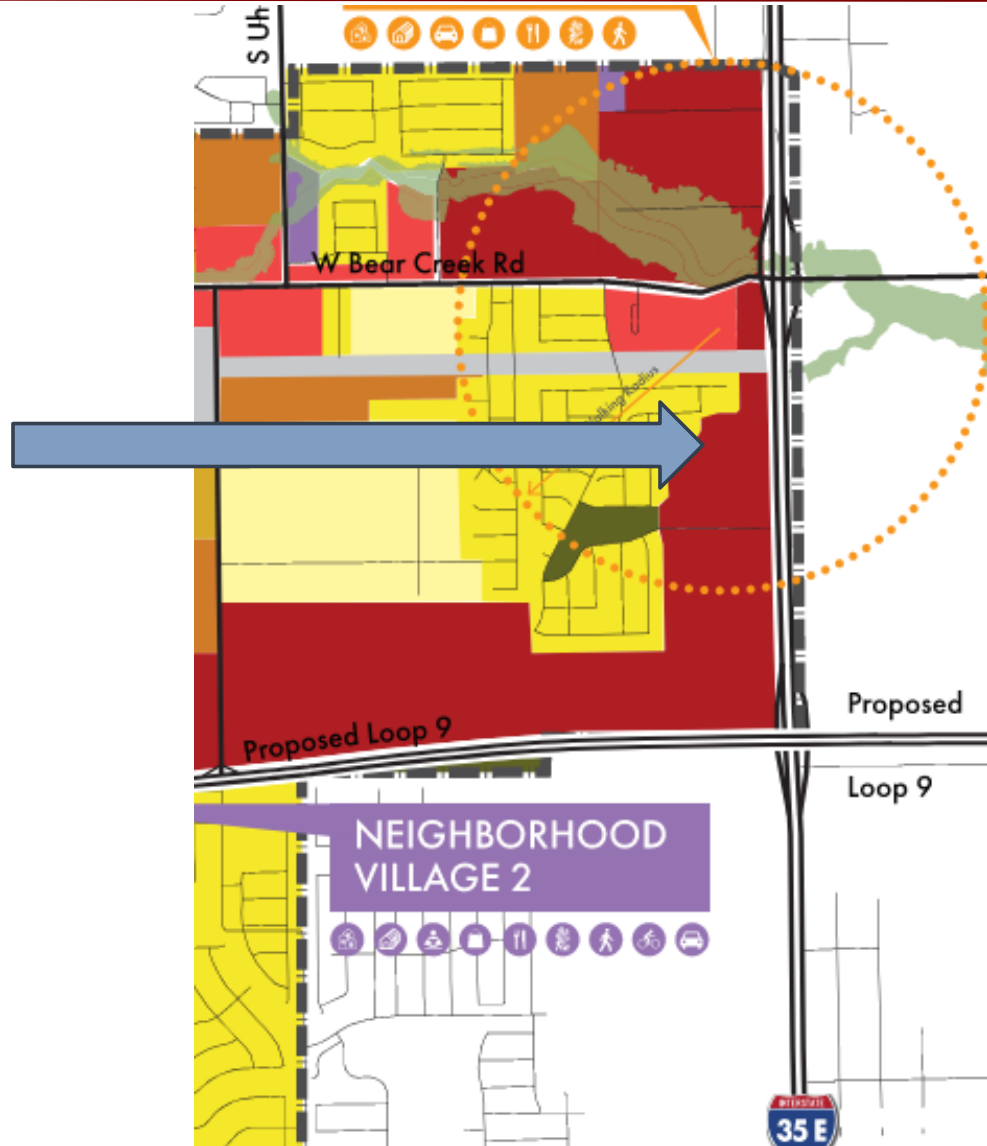 S Uh
W Bear Creek Rd
Walking Radius
Proposed Loop 9
Proposed
Loop 9
NEIGHBORHOOD
VILLAGE 2
INTERSTATE
35 E